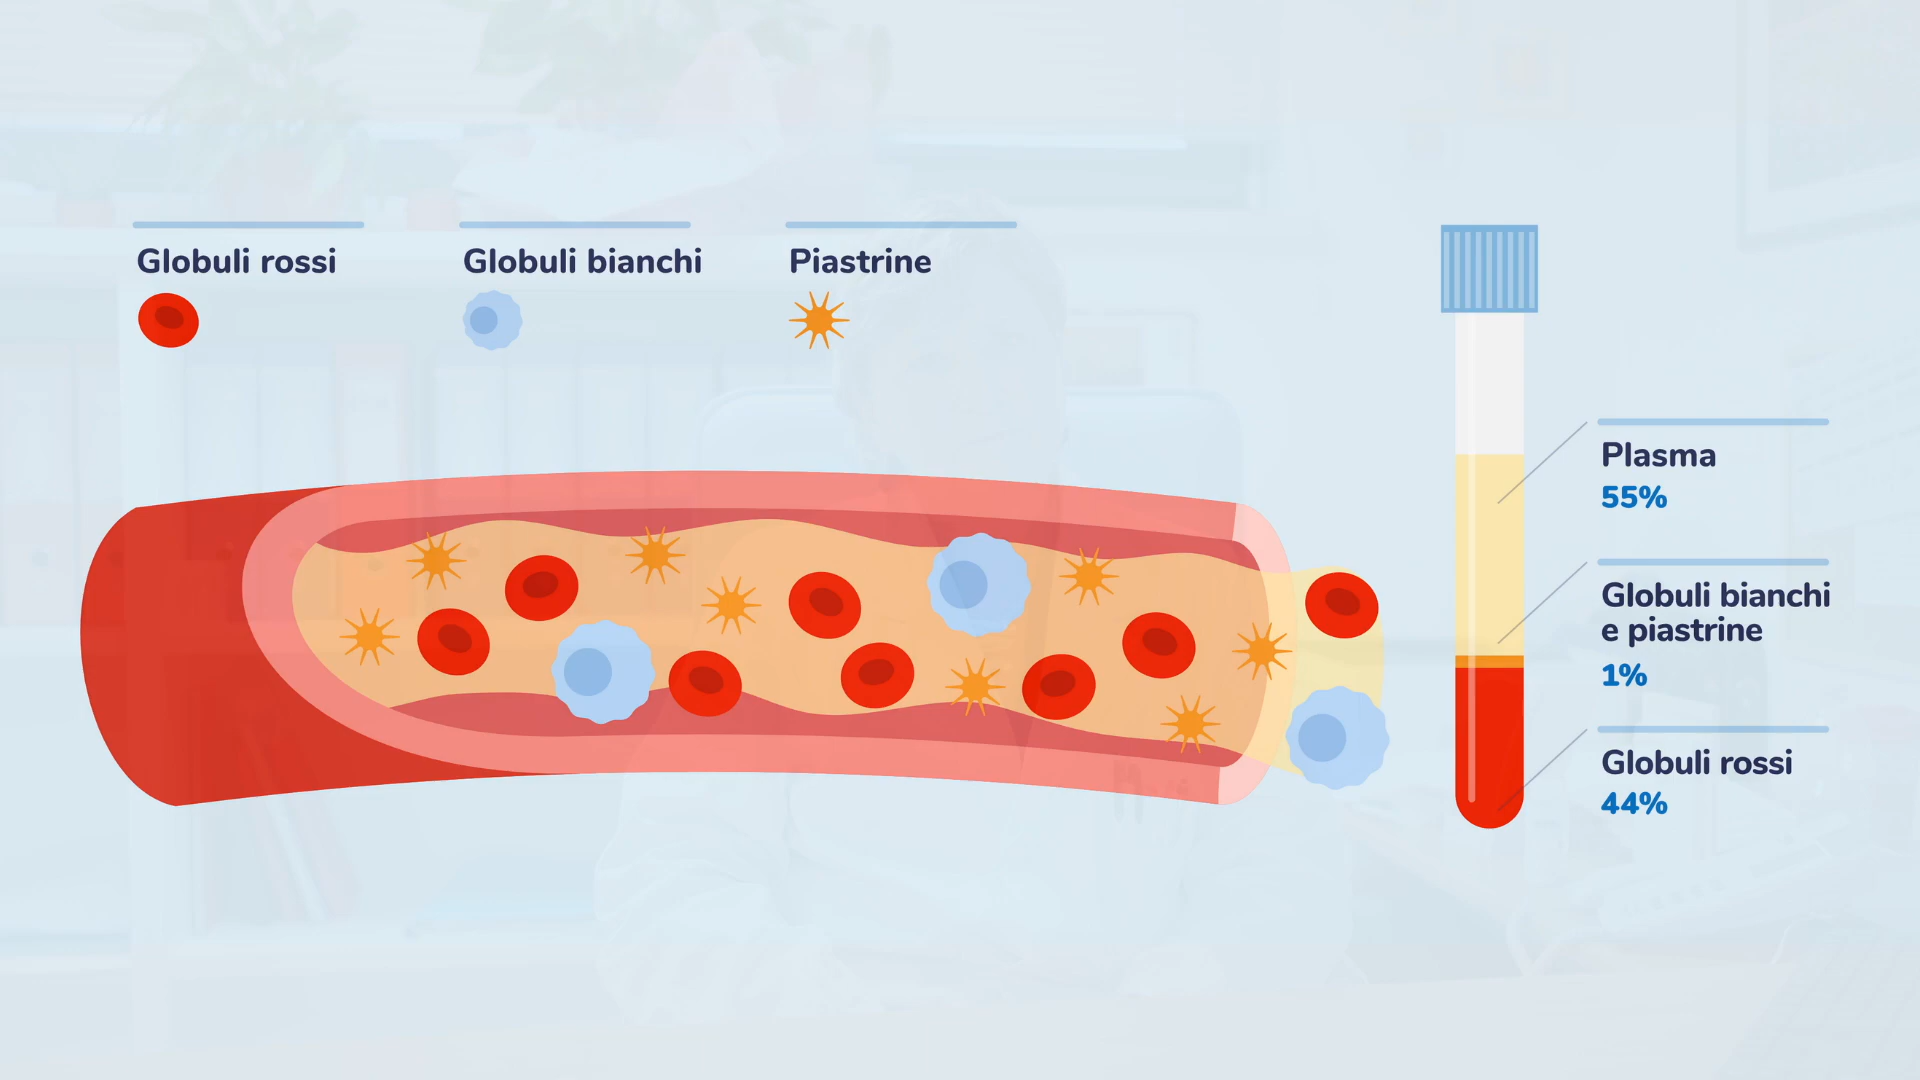 Globuli rossi
Globuli bianchi
Piastrine
Plasma
55%
Globuli bianchi
e piastrine
1%
Globuli rossi
44%